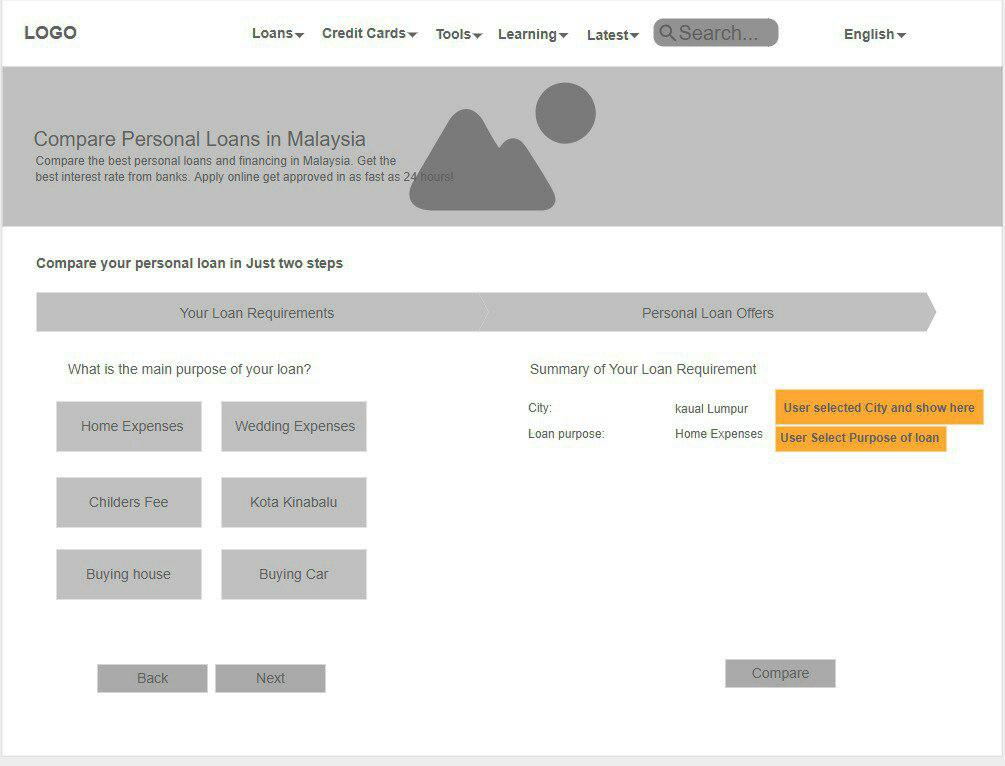 LOGO
Loans
Credit Cards
Tools
Learning
Latest
Search...
English
Compare Personal Loans in Malaysia
Compare the best personal loans and financing in Malaysia. Get the
best interest rate from banks. Apply online get approved in as fast as 24 hours!
Compare your personal loan in Just two steps
Your Loan Requirements
Personal Loan Offers
What is the main purpose of your loan?
Home Expenses
Wedding Expenses
Childers Fee
Kota Kinabalu
Buying house
Buying Car
Back
Next
Summary of Your Loan Requirement
City:
kaual Lumpur
User selected City and show here
Loan purpose:
Home Expenses
User Select Purpose of loan
Compare